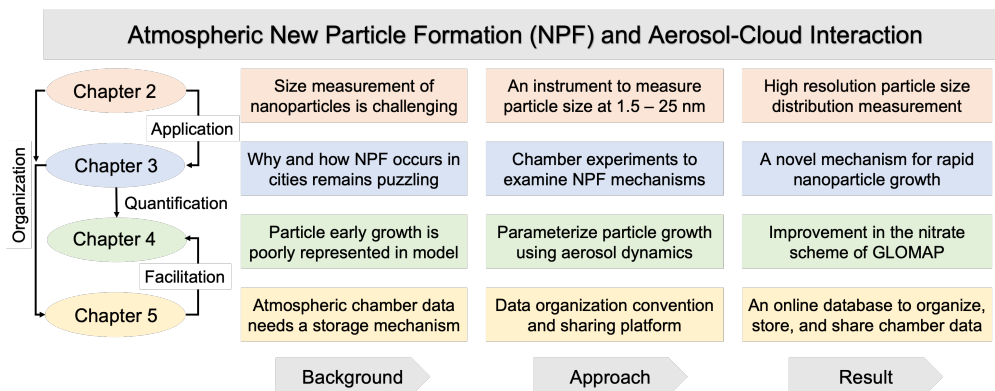 Atmospheric New Particle Formation (NPF) and Aerosol-Cloud Interaction
Chapter 2
Size measurement of
nanoparticles is challenging
An instrument to measure
particle size at 1.5 – 25 nm
High resolution particle size
distribution measurement
Application
Organization
Chapter 3
Why and how NPF occurs in
cities remains puzzling
Chamber experiments to
examine NPF mechanisms
A novel mechanism for rapid
nanoparticle growth
Quantification
Chapter 4
Particle early growth is
poorly represented in model
Parameterize particle growth
using aerosol dynamics
Improvement in the nitrate
scheme of GLOMAP
Facilitation
Chapter 5
Atmospheric chamber data
needs a storage mechanism
Data organization convention
and sharing platform
An online database to organize,
store, and share chamber data
Background
Approach
Result